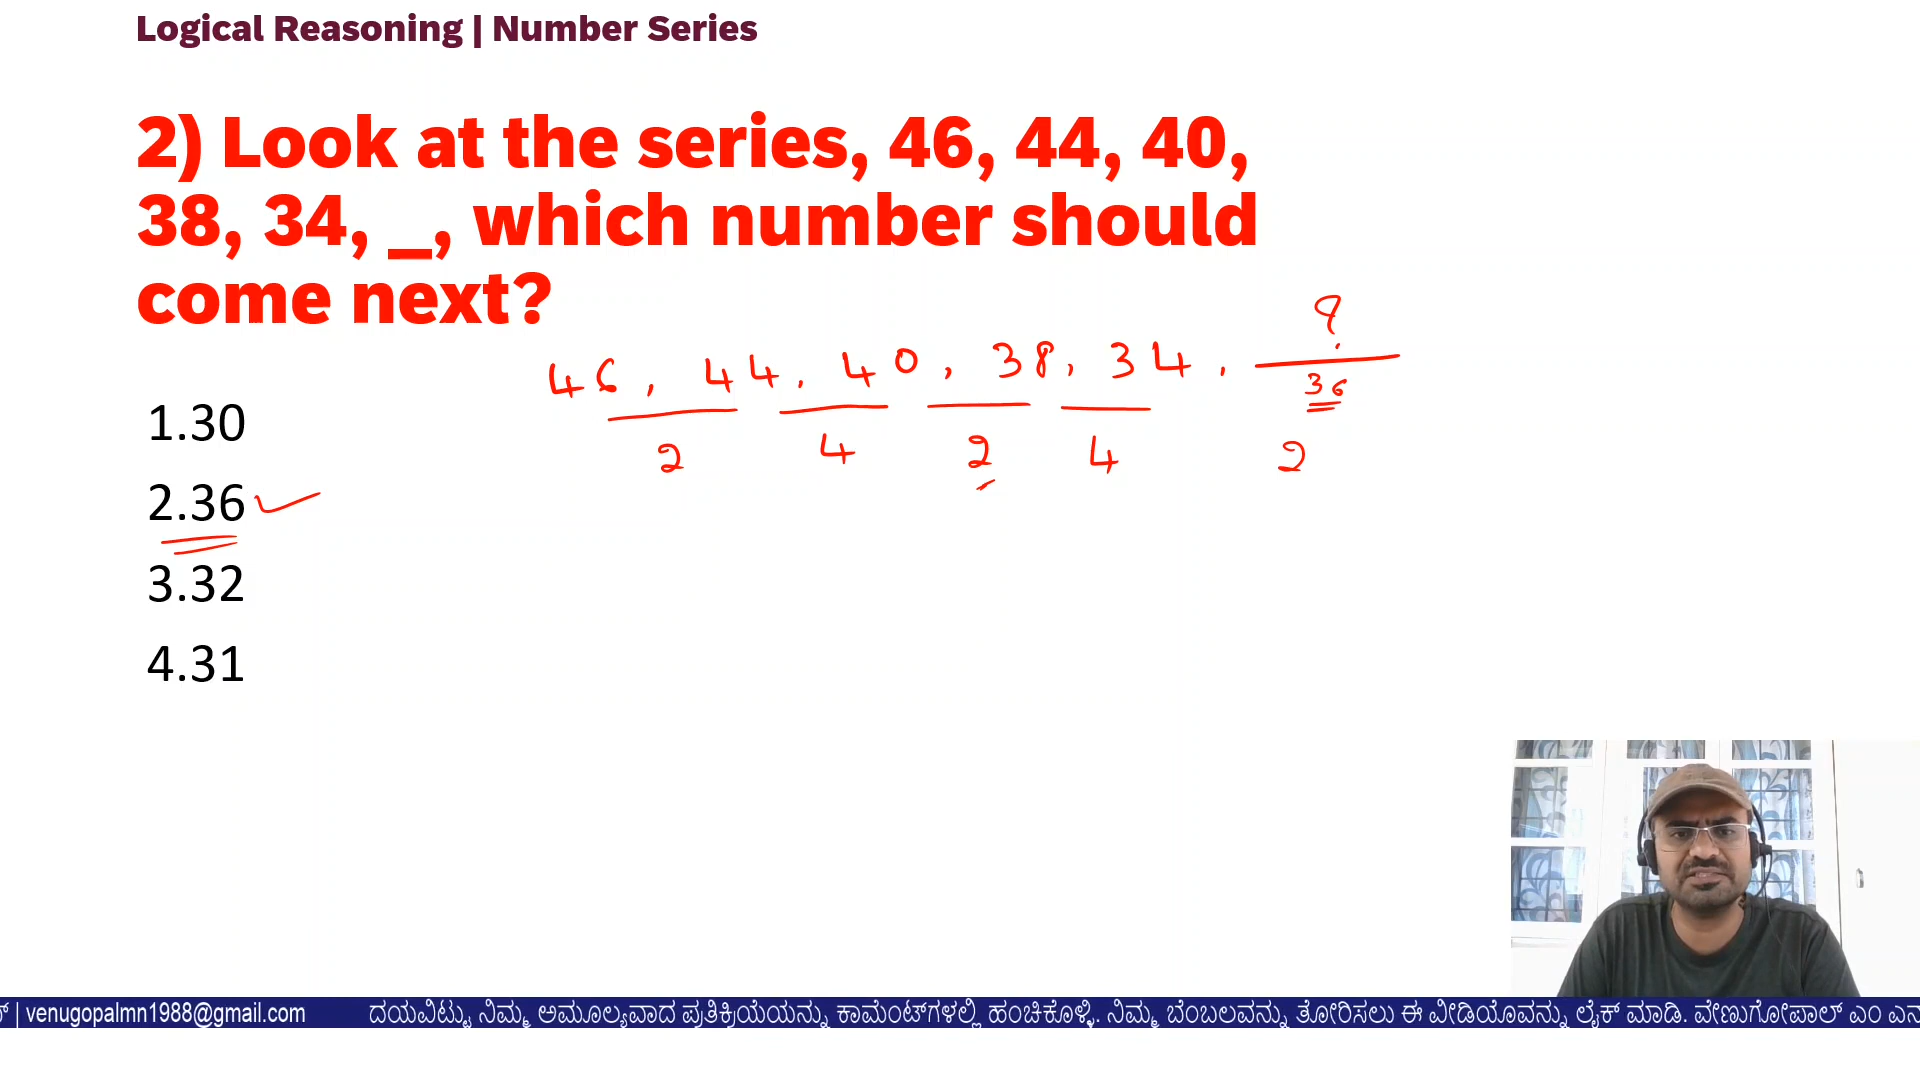 Logical Reasoning | Number Series
2) Look at the series, 46, 44, 40,
38, 34, _, which number should
come next?
?
46, 44, 40, 38, 34, 
36
2 4 2 4 2
1.30
2.36
3.32
4.31
| venugopalmn1988@gmail.com ದಯವಿಟ್ಟು ನಿಮ್ಮ ಅಮೂಲ್ಯವಾದ ಪ್ರತಿಕ್ರಿಯೆಯನ್ನು ಕಾಮೆಂಟ್‌ಗಳಲ್ಲಿ ಹಂಚಿಕೊಳ್ಳಿ. ನಿಮ್ಮ ಬೆಂಬಲವನ್ನು ತೋರಿಸಲು ಈ ವೀಡಿಯೊವನ್ನು ಲೈಕ್ ಮಾಡಿ. ವೇಣುಗೋಪಾಲ್ ಎಂ